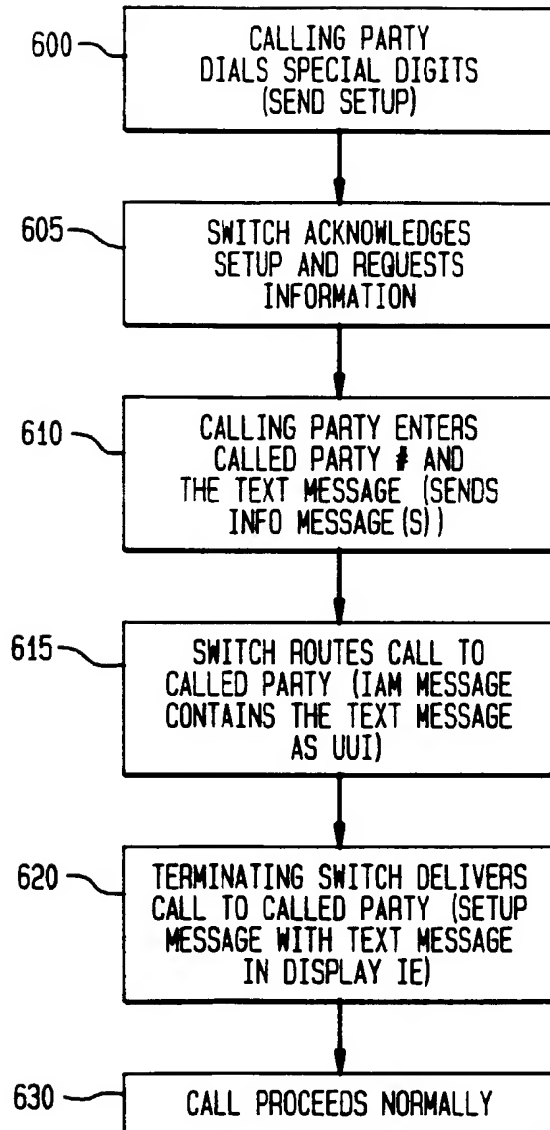 600
CALLING PARTY
DIALS SPECIAL DIGITS
(SEND SETUP)
605
SWITCH ACKNOWLEDGES
SETUP AND REQUESTS
INFORMATION
610
CALLING PARTY ENTERS
CALLED PARTY # AND
THE TEXT MESSAGE (SENDS
INFO MESSAGE(S))
615
SWITCH ROUTES CALL TO
CALLED PARTY (IAM MESSAGE
CONTAINS THE TEXT MESSAGE
AS UUI)
620
TERMINATING SWITCH DELIVERS
CALL TO CALLED PARTY (SETUP
MESSAGE WITH TEXT MESSAGE
IN DISPLAY IE)
630
CALL PROCEEDS NORMALLY